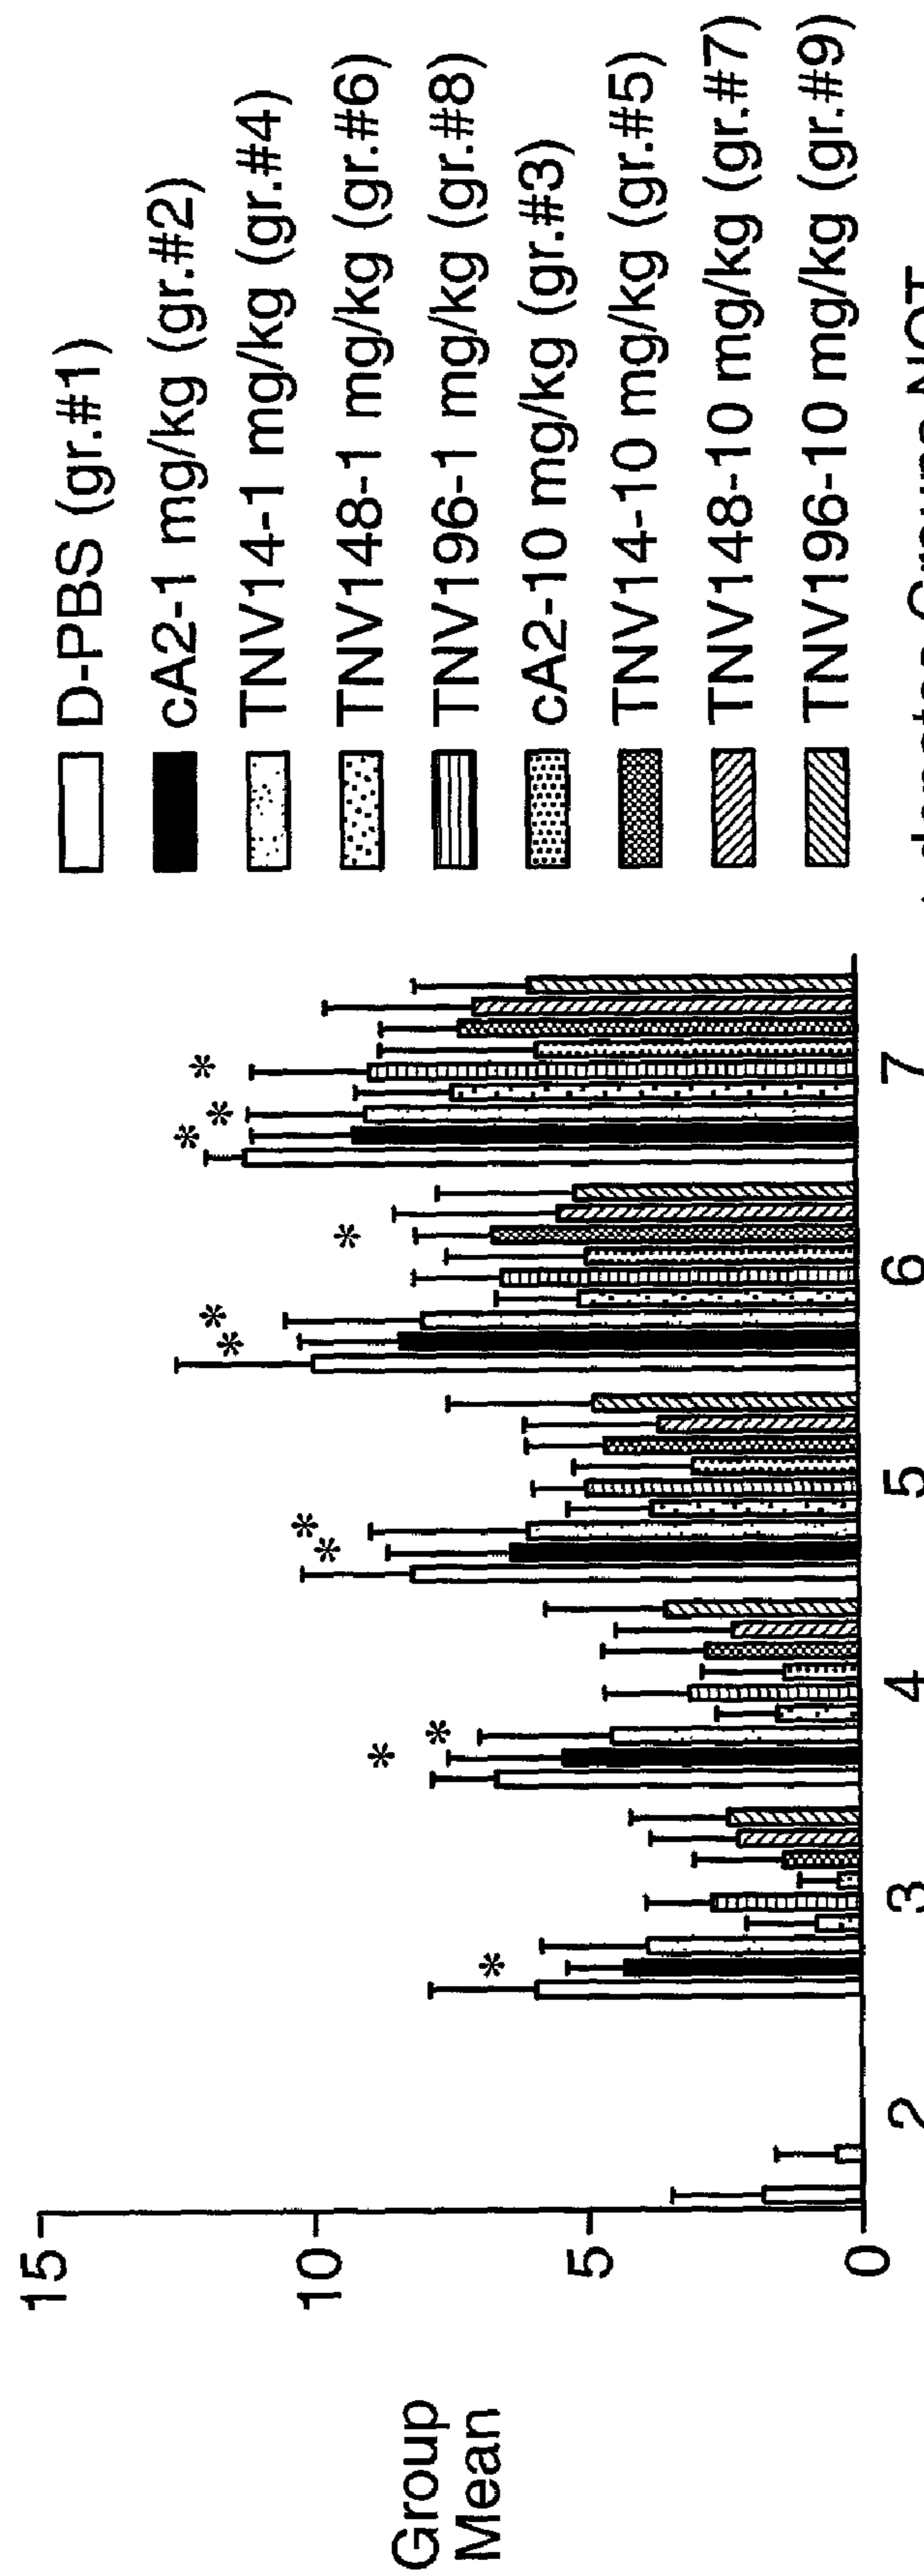 Group
Mean
15
10
5
0
2
3
4
5
6
7
*
*
*
*
*
*
*
*
*
*
*
D-PBS (gr.#1)
cA2-1 mg/kg (gr.#2)
TNV14-1 mg/kg (gr.#4)
TNV148-1 mg/kg (gr.#6)
TNV196-1 mg/kg (gr.#8)
cA2-10 mg/kg (gr.#3)
TNV14-10 mg/kg (gr.#5)
TNV148-10 mg/kg (gr.#7)
TNV196-10 mg/kg (gr.#9)